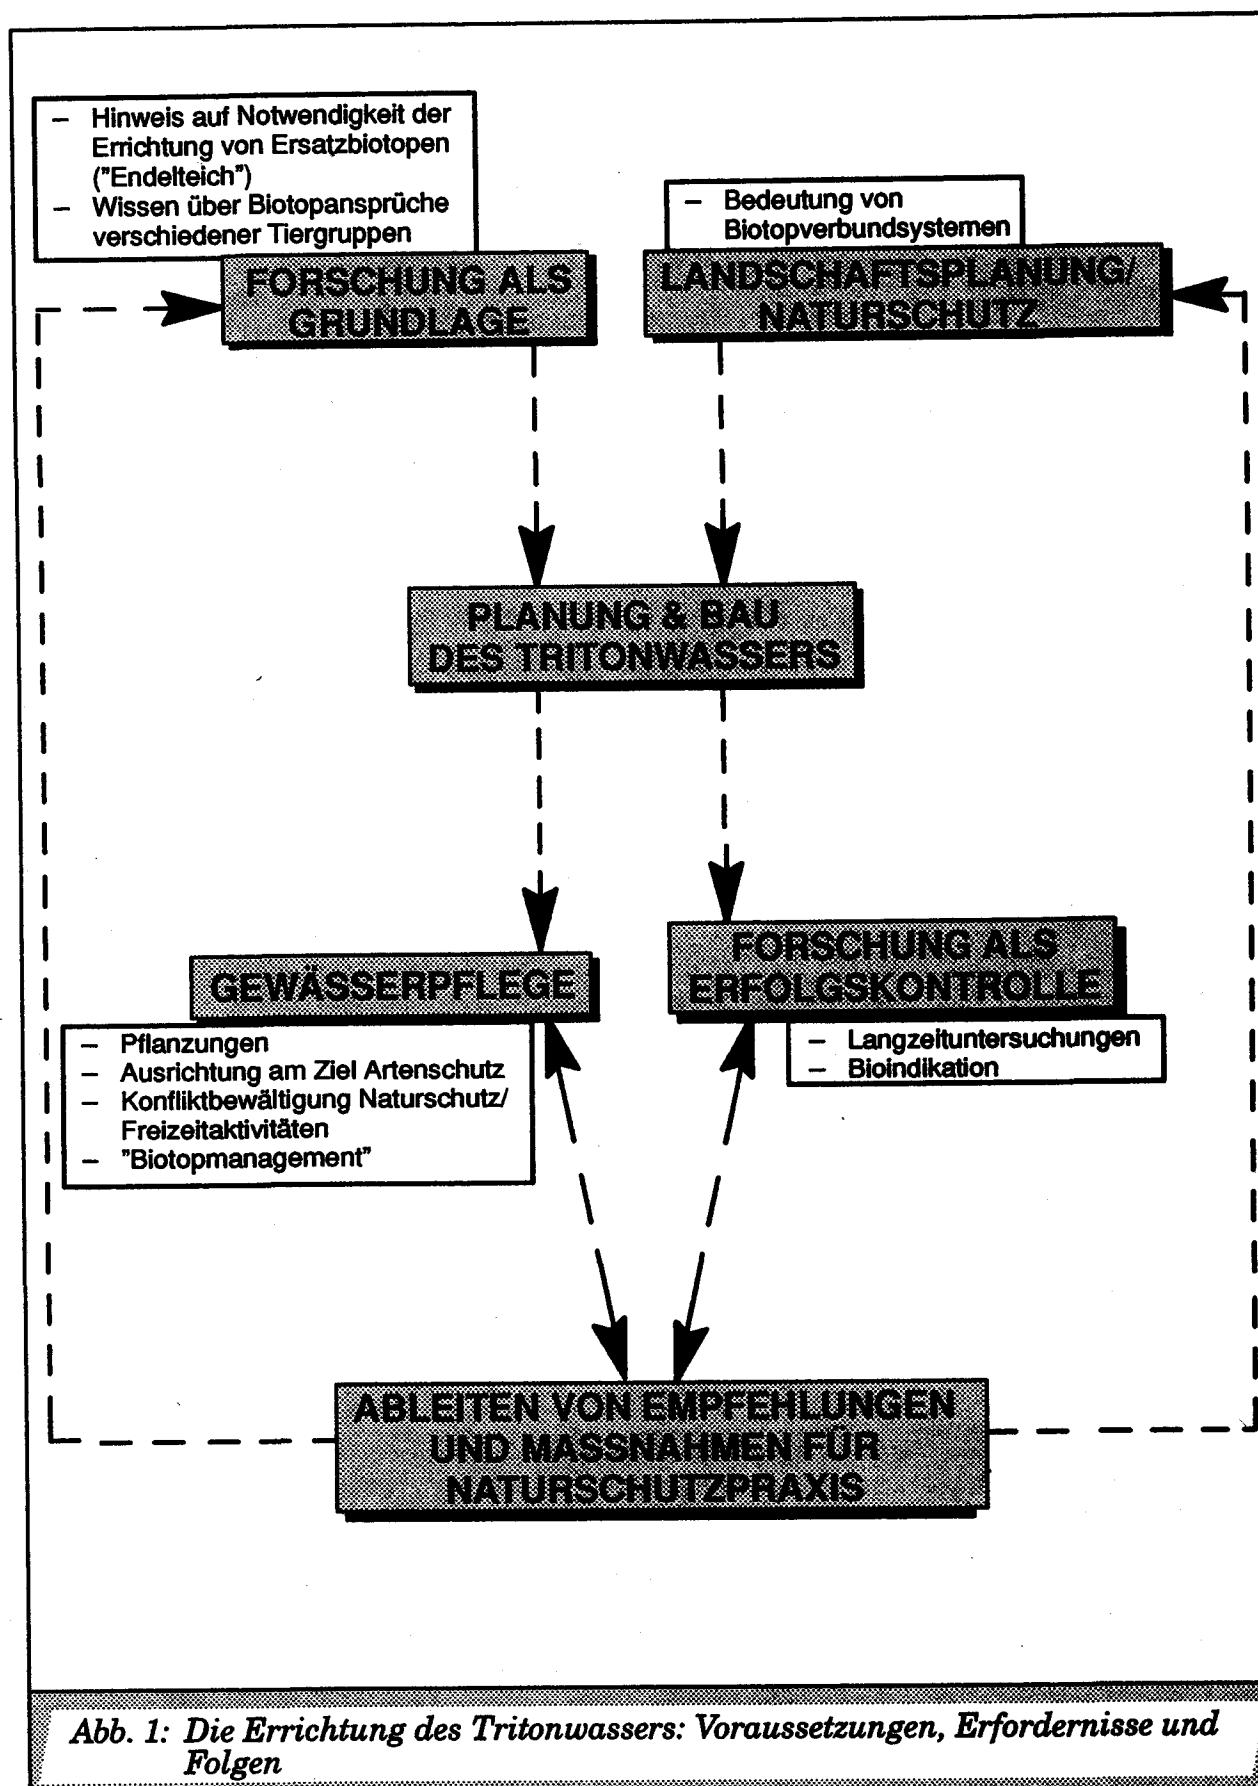 – Hinweis auf Notwendigkeit der
Errichtung von Ersatzbiotopen
("Endelteich")
– Wissen über Biotopansprüche
verschiedener Tiergruppen
– Bedeutung von
Biotopverbundsystemen
FORSCHUNG ALS
GRUNDLAGE
LANDSCHAFTSPLANUNG/
NATURSCHUTZ
PLANUNG & BAU
DES TRITONWASSERS
GEWÄSSERPFLEGE
– Pflanzungen
– Ausrichtung am Ziel Artenschutz
– Konfliktbewältigung Naturschutz/
Freizeitaktivitäten
– "Biotopmanagement"
FORSCHUNG ALS
ERFOLGSKONTROLLE
– Langzeituntersuchungen
– Bioindikation
ABLEITEN VON EMPFEHLUNGEN
UND MASSNAHMEN FÜR
NATURSCHUTZPRAXIS
Abb. 1: Die Errichtung des Tritonwassers: Voraussetzungen, Erfordernisse und
Folgen